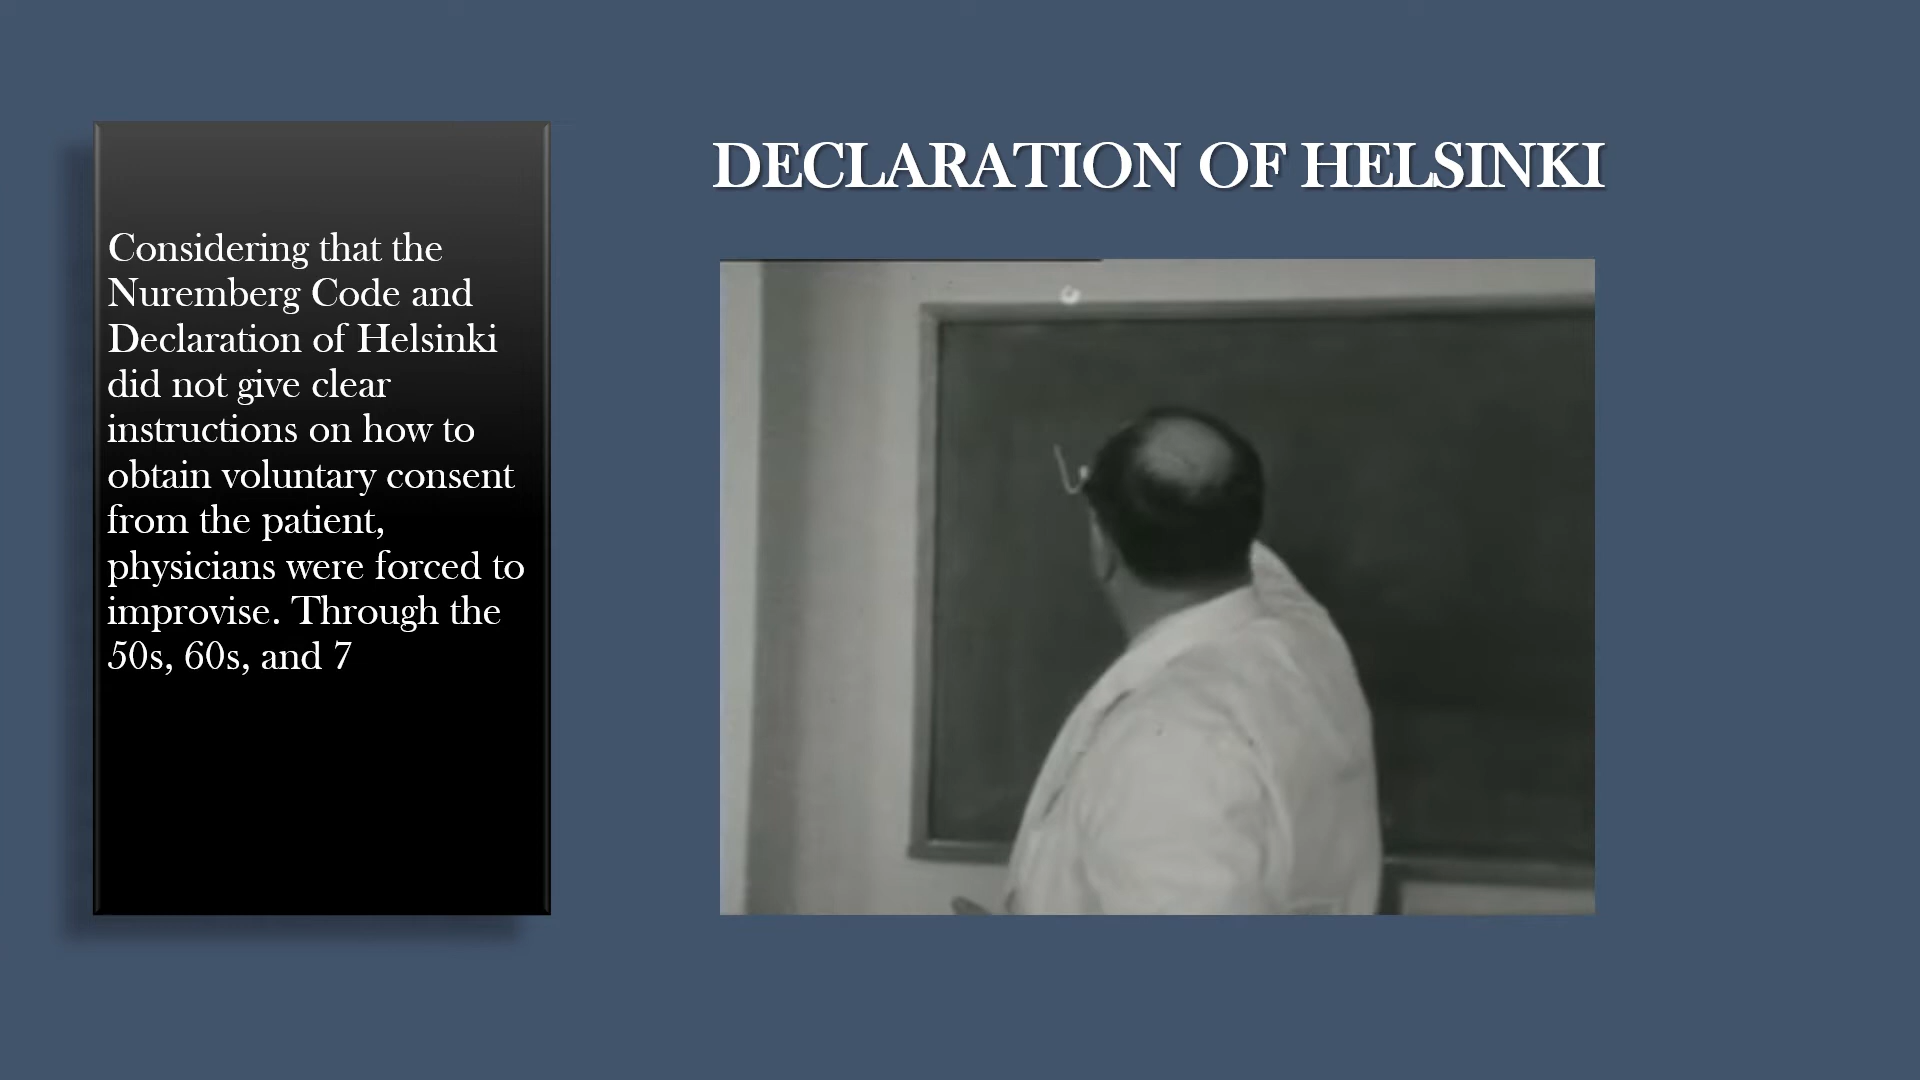 DECLARATION OF HELSINKI
Considering that the
Nuremberg Code and
Declaration of Helsinki
did not give clear
instructions on how to
obtain voluntary consent
from the patient,
physicians were forced to
improvise. Through the
50s, 60s, and 7